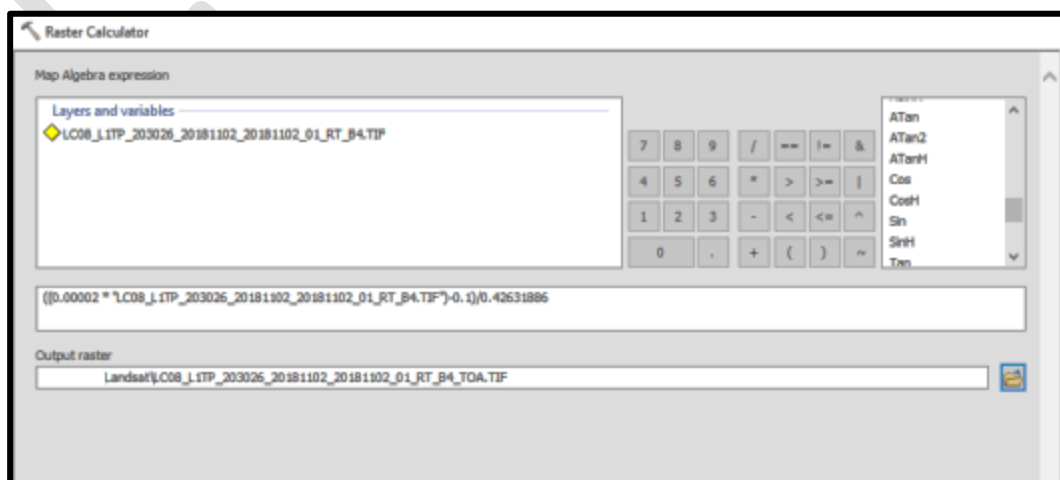 Raster Calculator
Map Algebra expression
Layers and variables
LC08_L1TP_203026_20181102_20181102_01_RT_B4.TIF
7 8 9 / == != &
4 5 6 * > >= |
1 2 3 - < <= ^
0 . + ( ) ~
ATan
ATan2
ATanH
Cos
CosH
Sin
SinH
Tan
((0.00002 * "LC08_L1TP_203026_20181102_20181102_01_RT_B4.TIF")-0.1)/0.42631886
Output raster
Landsat\LC08_L1TP_203026_20181102_20181102_01_RT_B4_TOA.TIF